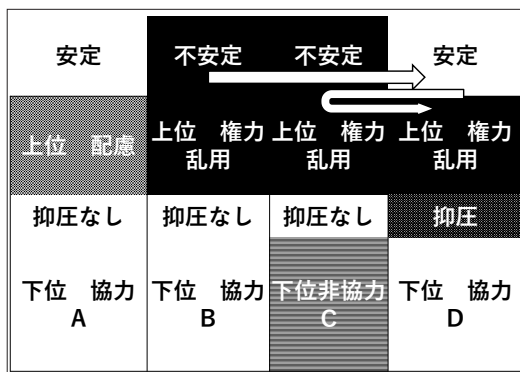 安定 不安定 不安定 安定
上位 配慮 上位 権力 上位 権力 上位 権力
乱用 乱用 乱用
抑圧なし 抑圧なし 抑圧なし 抑圧
下位 協力 下位 協力 下位非協力 下位 協力
A B C D